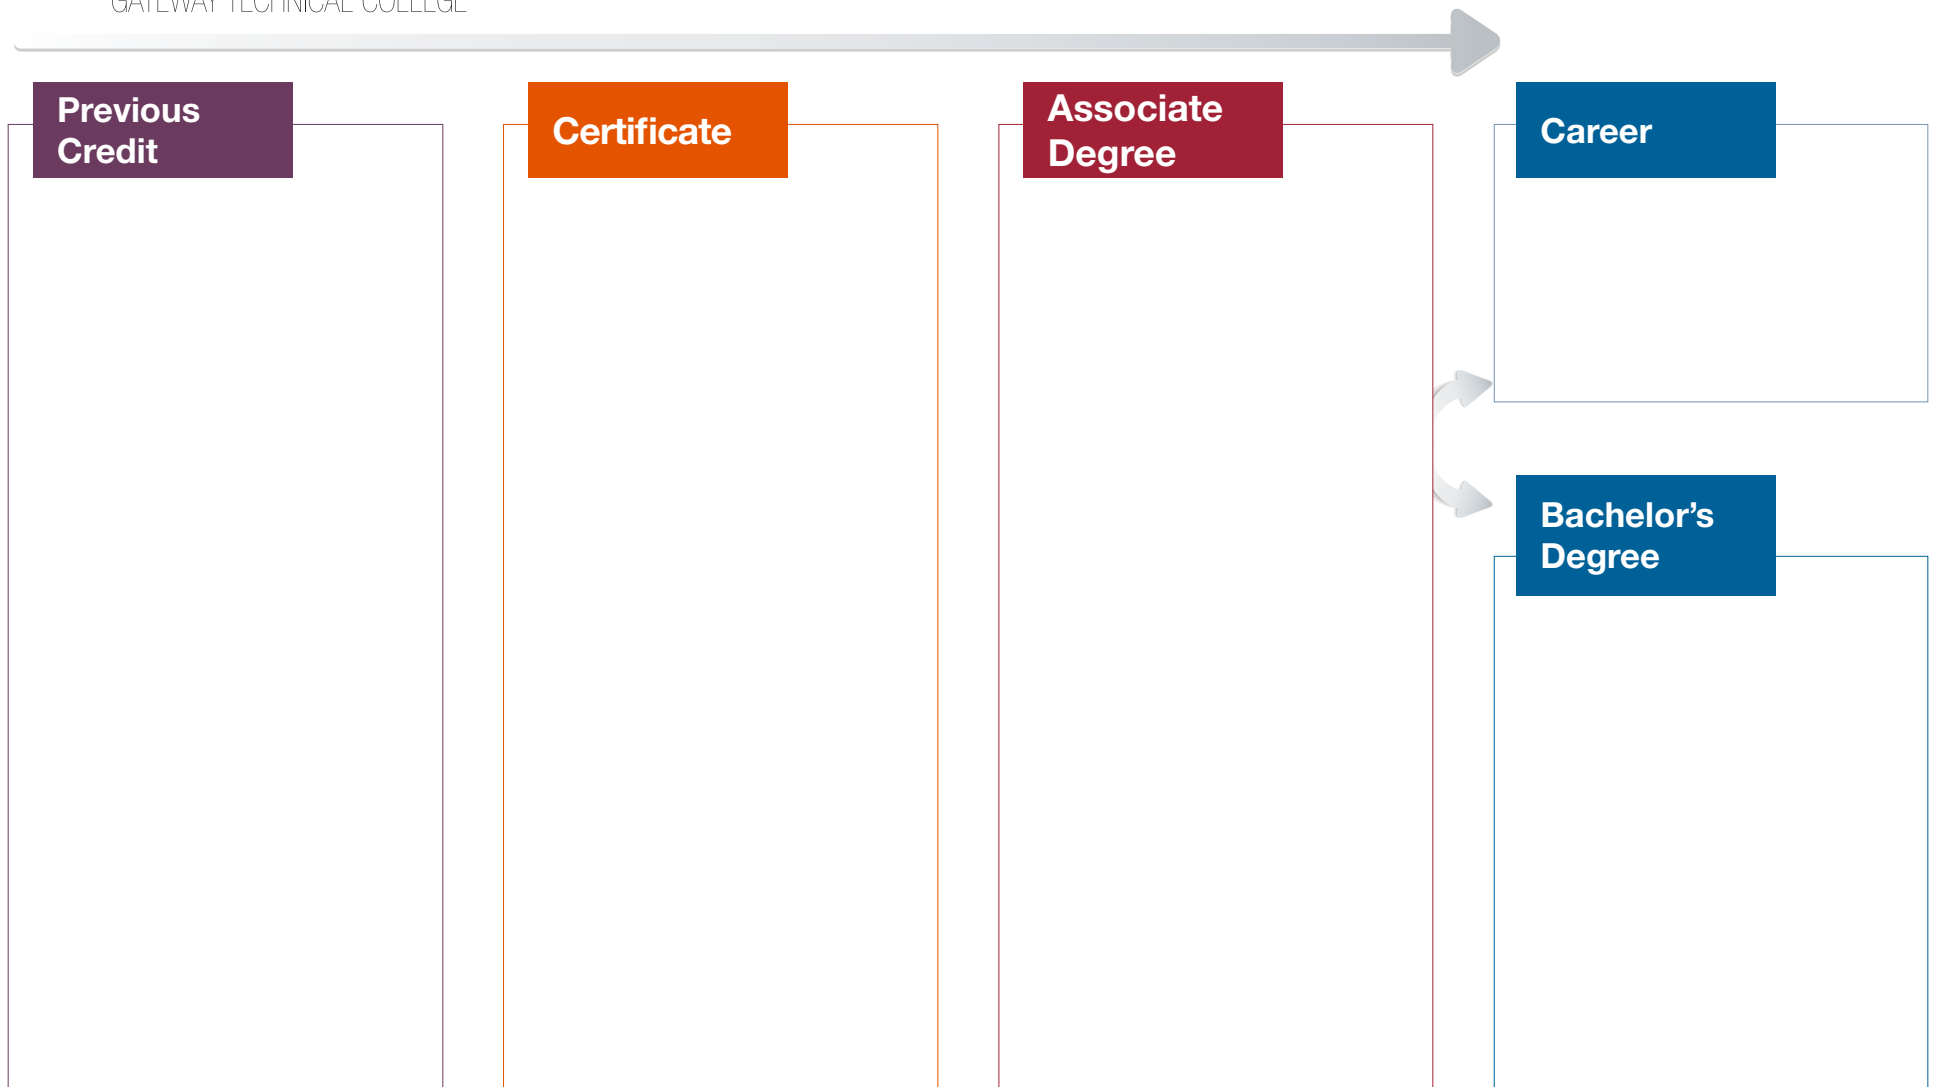 GATEWAY TECHNICAL COLLEGE
Previous
Credit
Certificate
Associate
Degree
Career
Bachelor’s
Degree